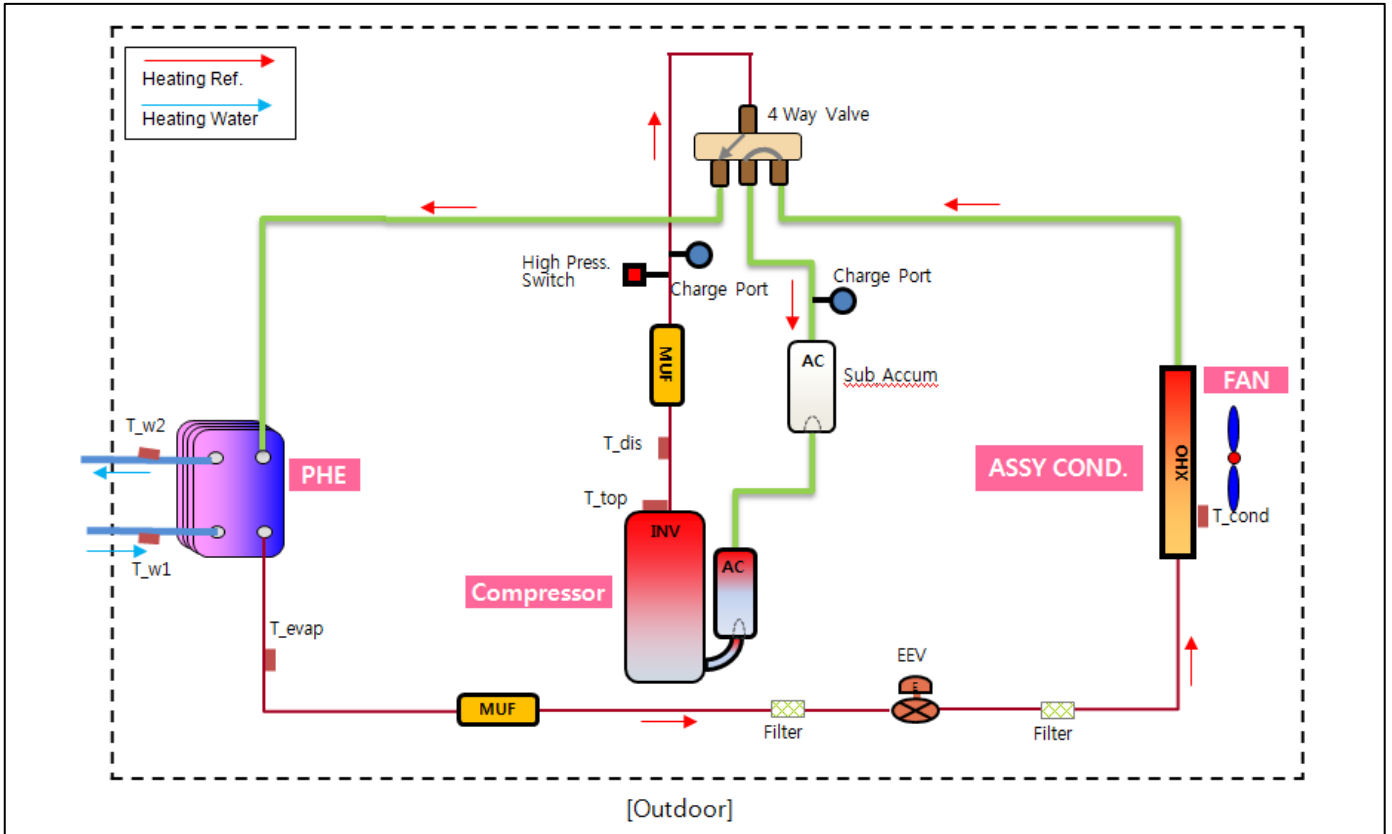 Heating Ref.
Heating Water
4 Way Valve
High Press.
Switch
Charge Port
Charge Port
MUF
AC
Sub Accum
FAN
T_w2
T_dis
ASSY COND.
OHX
PHE
T_top
T_cond
INV
T_w1
AC
Compressor
T_evap
EEV
E
MUF
Filter
Filter
[Outdoor]